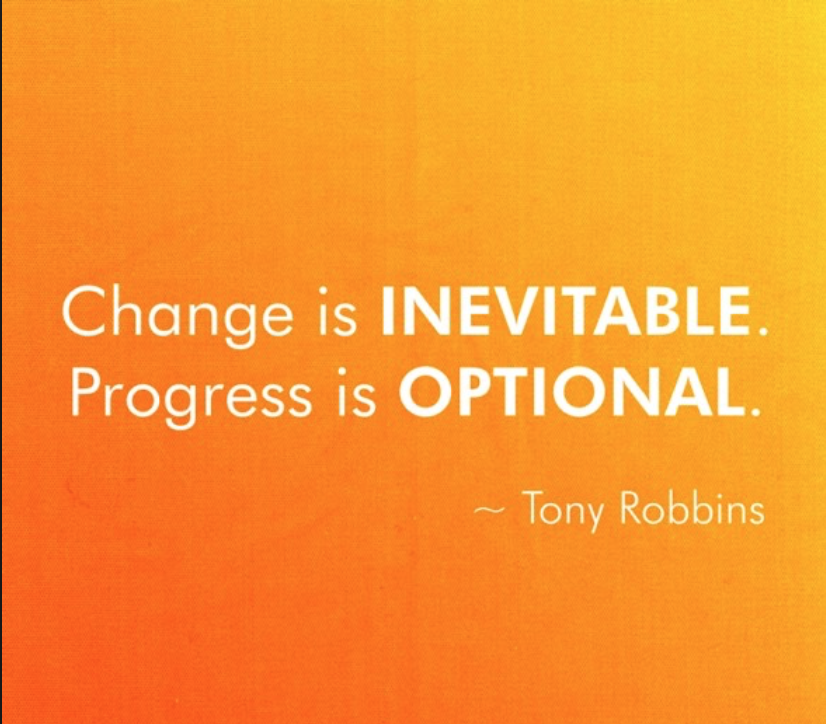 Change is INEVITABLE.
Progress is OPTIONAL.
~ Tony Robbins